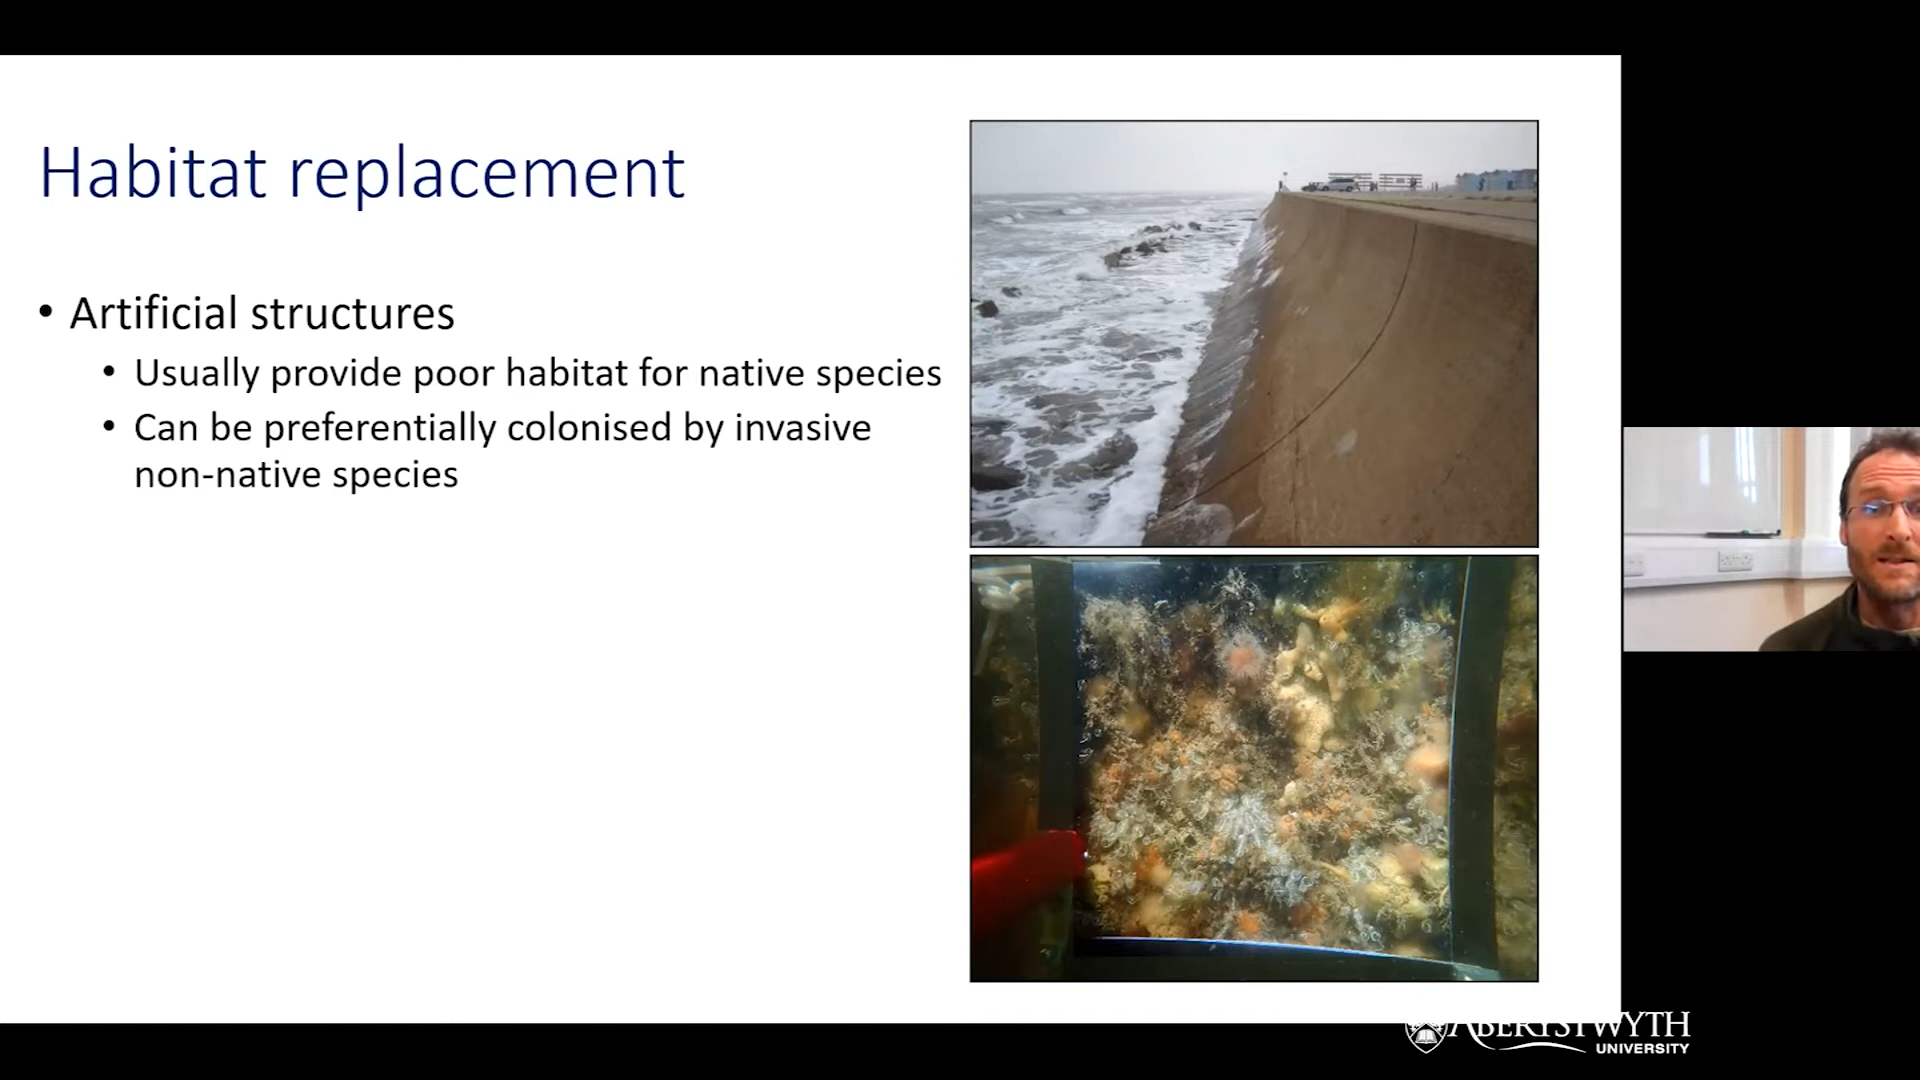 Habitat replacement
• Artificial structures
• Usually provide poor habitat for native species
• Can be preferentially colonised by invasive
non-native species
ABERYSTWYTH
UNIVERSITY